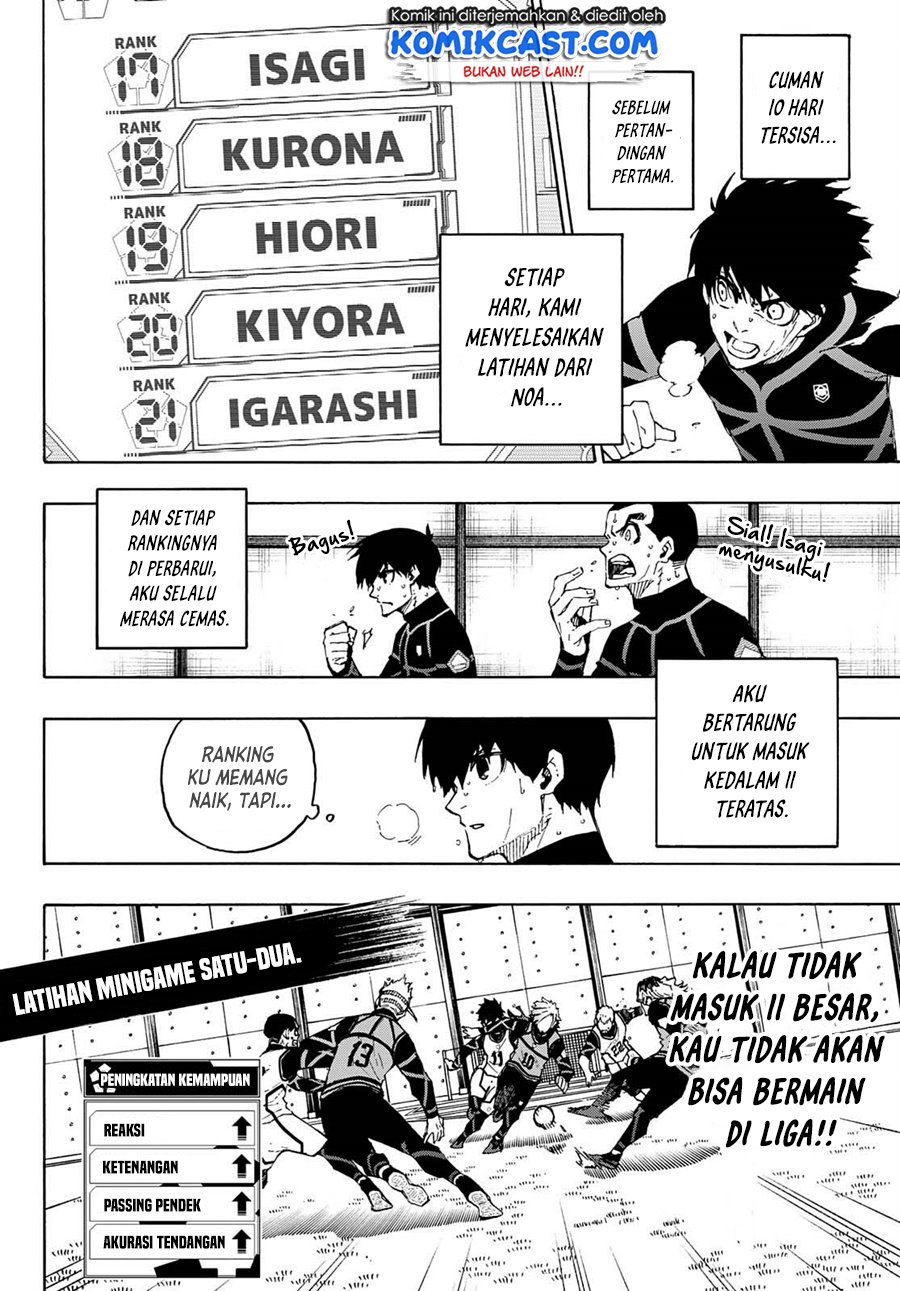 Komik ini diterjemahkan & diedit oleh
KOMIKCAST.COM
BUKAN WEB LAIN!!
CUMAN
10 HARI
TERSISA...
SEBELUM
PERTAN-
DINGAN
PERTAMA.
RANK
17
ISAGI
RANK
18
KURONA
RANK
19
HIORI
RANK
20
KIYORA
RANK
21
IGARASHI
SETIAP
HARI, KAMI
MENYELESAIKAN
LATIHAN DARI
NOA...
DAN SETIAP
RANKINGNYA
DI PERBARUI,
AKU SELALU
MERASA CEMAS.
Bagus!
Sial! Isagi
menyusulku!
AKU
BERTARUNG
UNTUK MASUK
KEDALAM 11
TERATAS.
RANKING
KU MEMANG
NAIK, TAPI...
LATIHAN MINIGAME SATU-DUA.
KALAU TIDAK
MASUK 11 BESAR,
KAU TIDAK AKAN
BISA BERMAIN
DI LIGA!!
13
11
10
PENINGKATAN KEMAMPUAN
REAKSI
KETENANGAN
PASSING PENDEK
AKURASI TENDANGAN